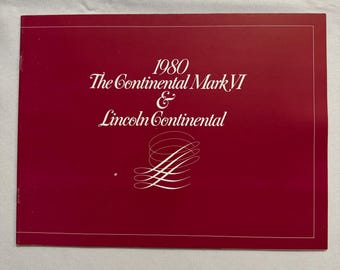 1980
The Continental Mark VI
&
Lincoln Continental